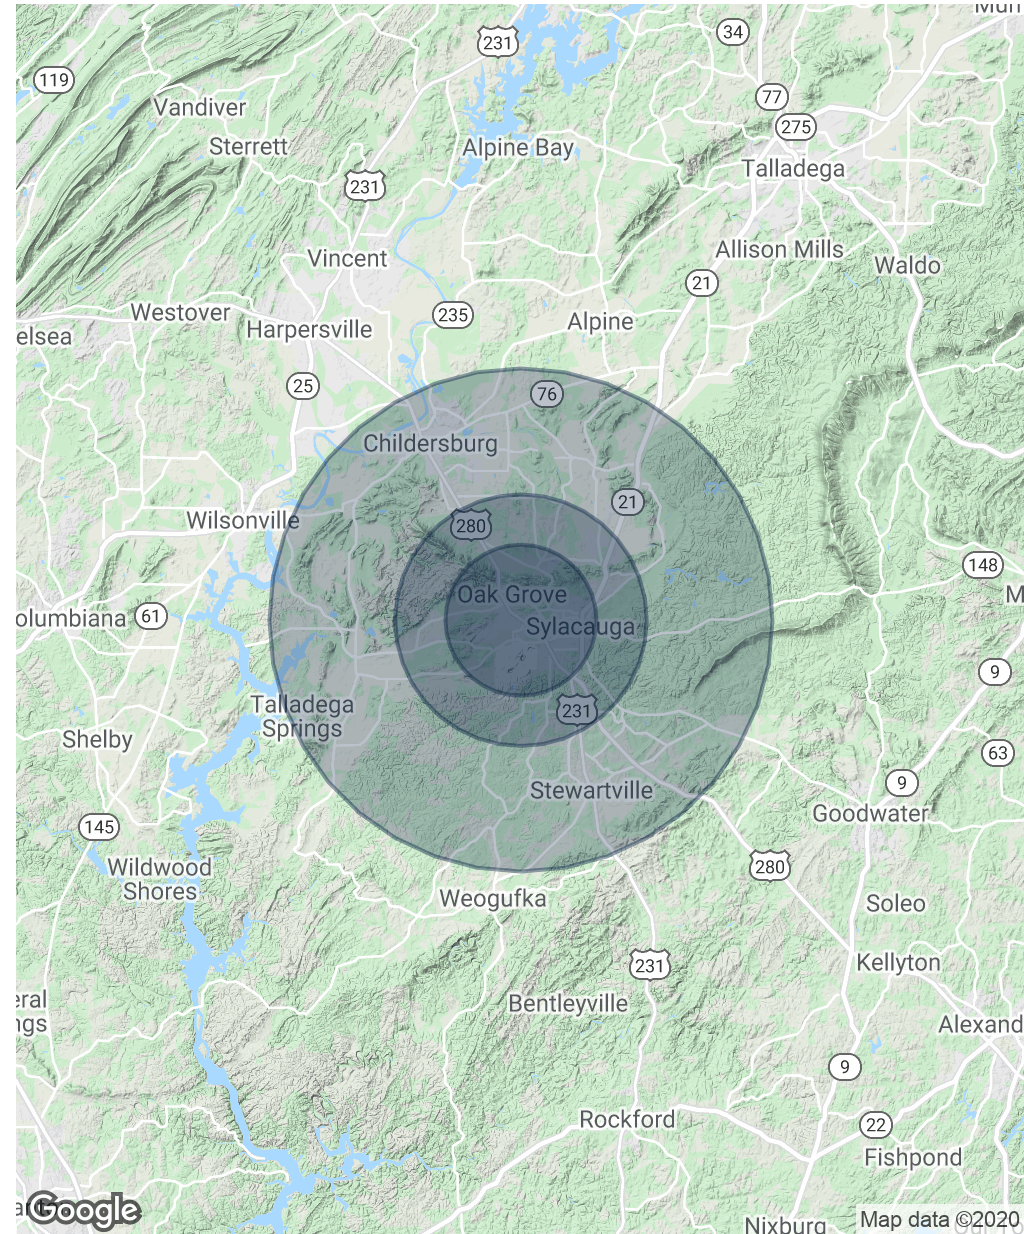 Mun
231
34
119
77
Vandiver
275
Sterrett
Alpine Bay
Talladega
231
Allison Mills
Vincent
Waldo
21
Westover
235
Harpersville
Alpine
elsea
25
76
Childersburg
21
Wilsonville
280
148
Oak Grove
M
olumbiana
61
Sylacauga
9
Talladega
Springs
231
Shelby
63
9
Stewartville
Goodwater
145
Wildwood
Shores
280
Weogufka
Soleo
231
Kellyton
eral
ngs
Bentleyville
Alexand
9
Rockford
22
Fishpond
Google
Nixburg
Map data ©2020